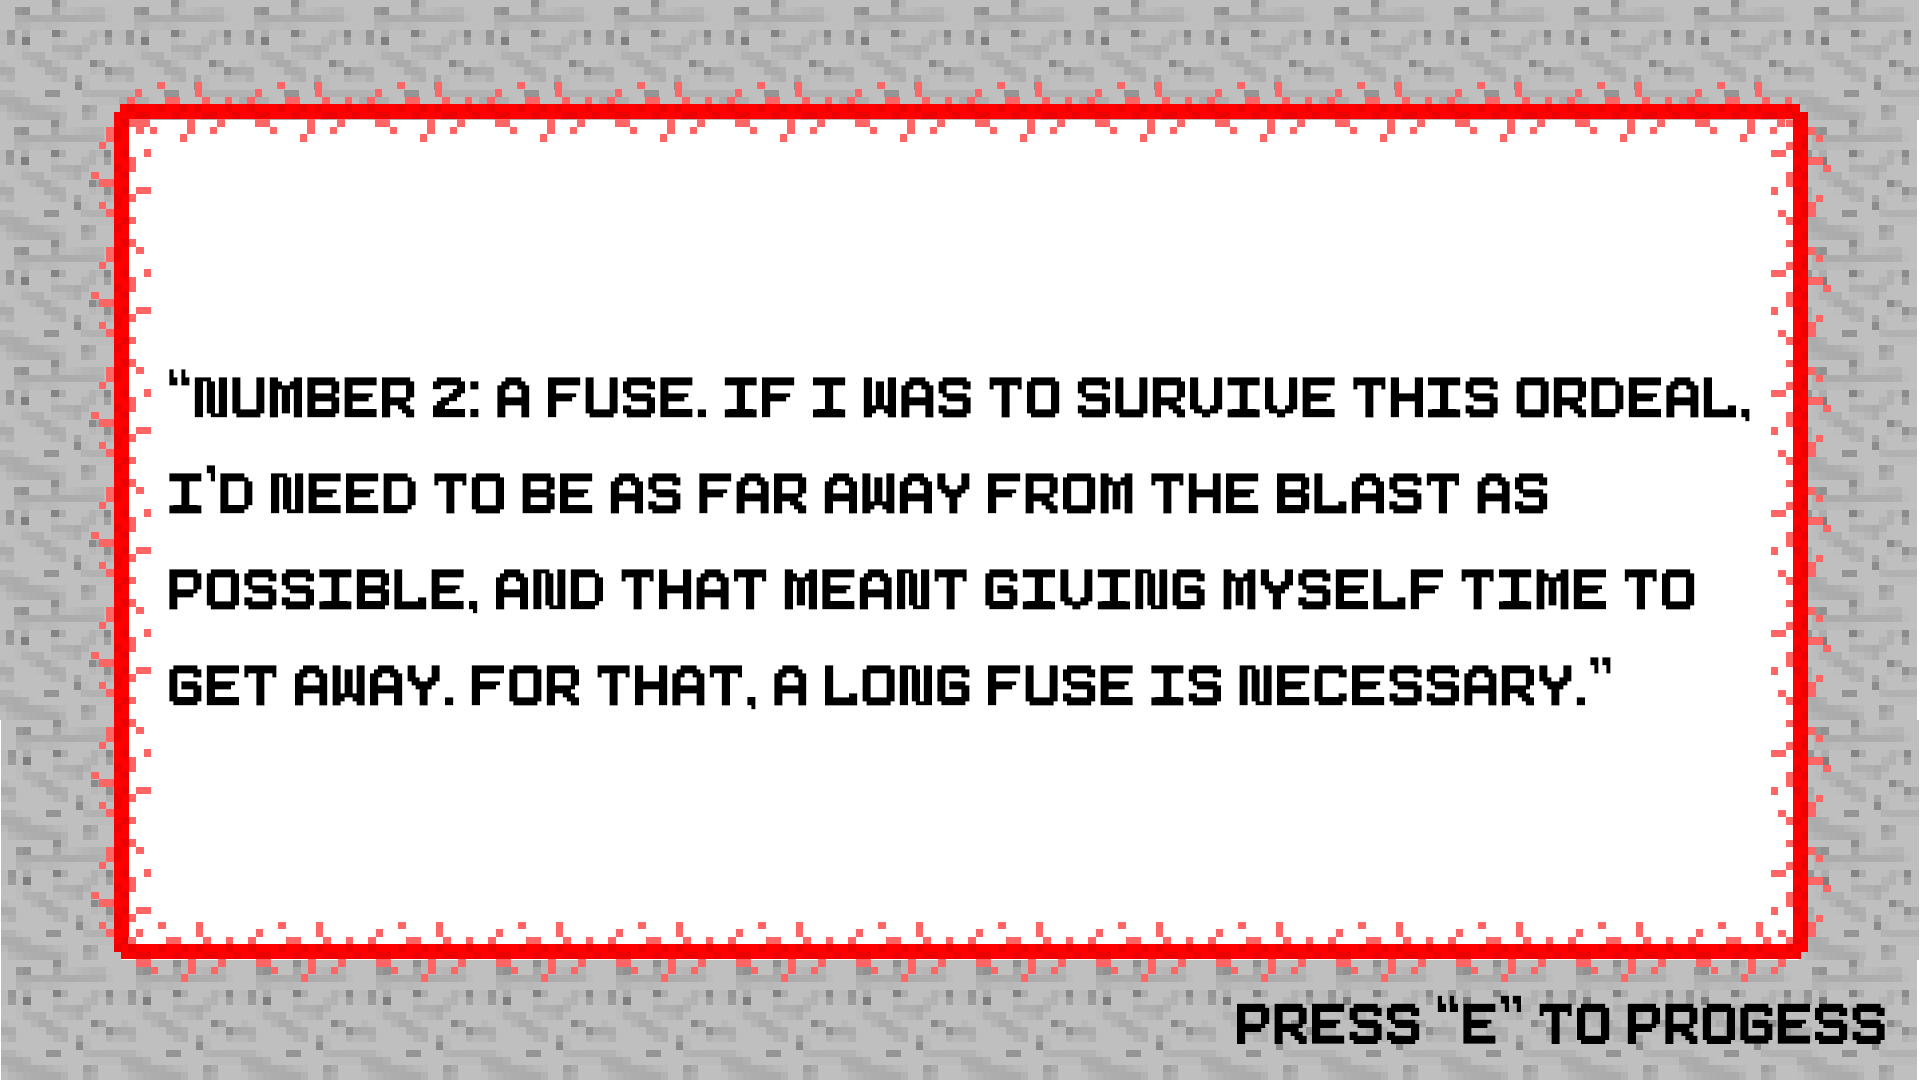 “NUMBER 2: A FUSE. IF I WAS TO SURVIVE THIS ORDEAL,
I'D NEED TO BE AS FAR AWAY FROM THE BLAST AS
POSSIBLE, AND THAT MEANT GIVING MYSELF TIME TO
GET AWAY. FOR THAT, A LONG FUSE IS NECESSARY.”
PRESS “E” TO PROGESS